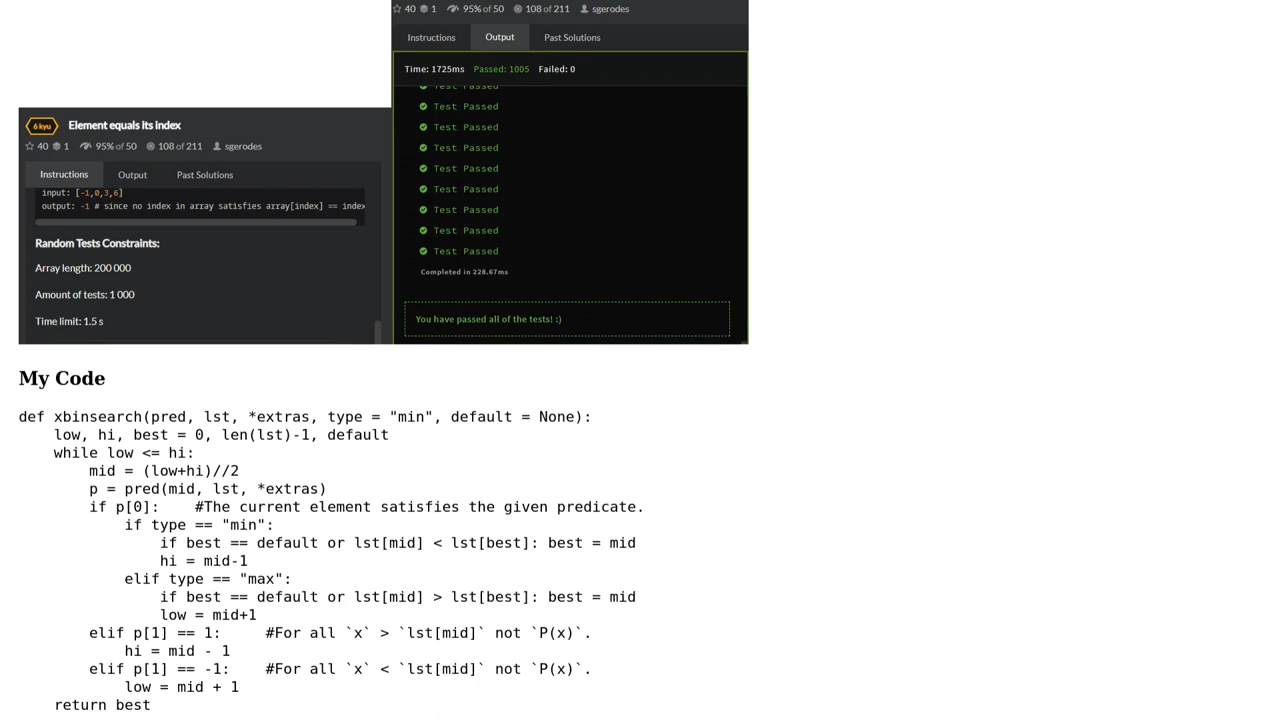 40 1 95% of 50 108 of 211 sgerodes
Instructions Output Past Solutions
Time: 1725ms Passed: 1005 Failed: 0
Test Passed
Test Passed
Test Passed
Test Passed
Test Passed
Test Passed
Test Passed
Test Passed
Test Passed
Completed in 228.67ms
You have passed all of the tests! :)
6 kyu Element equals its index
40 1 95% of 50 108 of 211 sgerodes
Instructions Output Past Solutions
input: [-1,0,3,6]
output: -1 # since no index in array satisfies array[index] == index
Random Tests Constraints:
Array length: 200 000
Amount of tests: 1 000
Time limit: 1.5 s
My Code
def xbinsearch(pred, lst, *extras, type = "min", default = None):
    low, hi, best = 0, len(lst)-1, default
    while low <= hi:
        mid = (low+hi)//2
        p = pred(mid, lst, *extras)
        if p[0]:    #The current element satisfies the given predicate.
            if type == "min":
                if best == default or lst[mid] < lst[best]: best = mid
                hi = mid-1
            elif type == "max":
                if best == default or lst[mid] > lst[best]: best = mid
                low = mid+1
        elif p[1] == 1:     #For all `x` > `lst[mid]` not `P(x)`.
            hi = mid - 1
        elif p[1] == -1:    #For all `x` < `lst[mid]` not `P(x)`.
            low = mid + 1
    return best